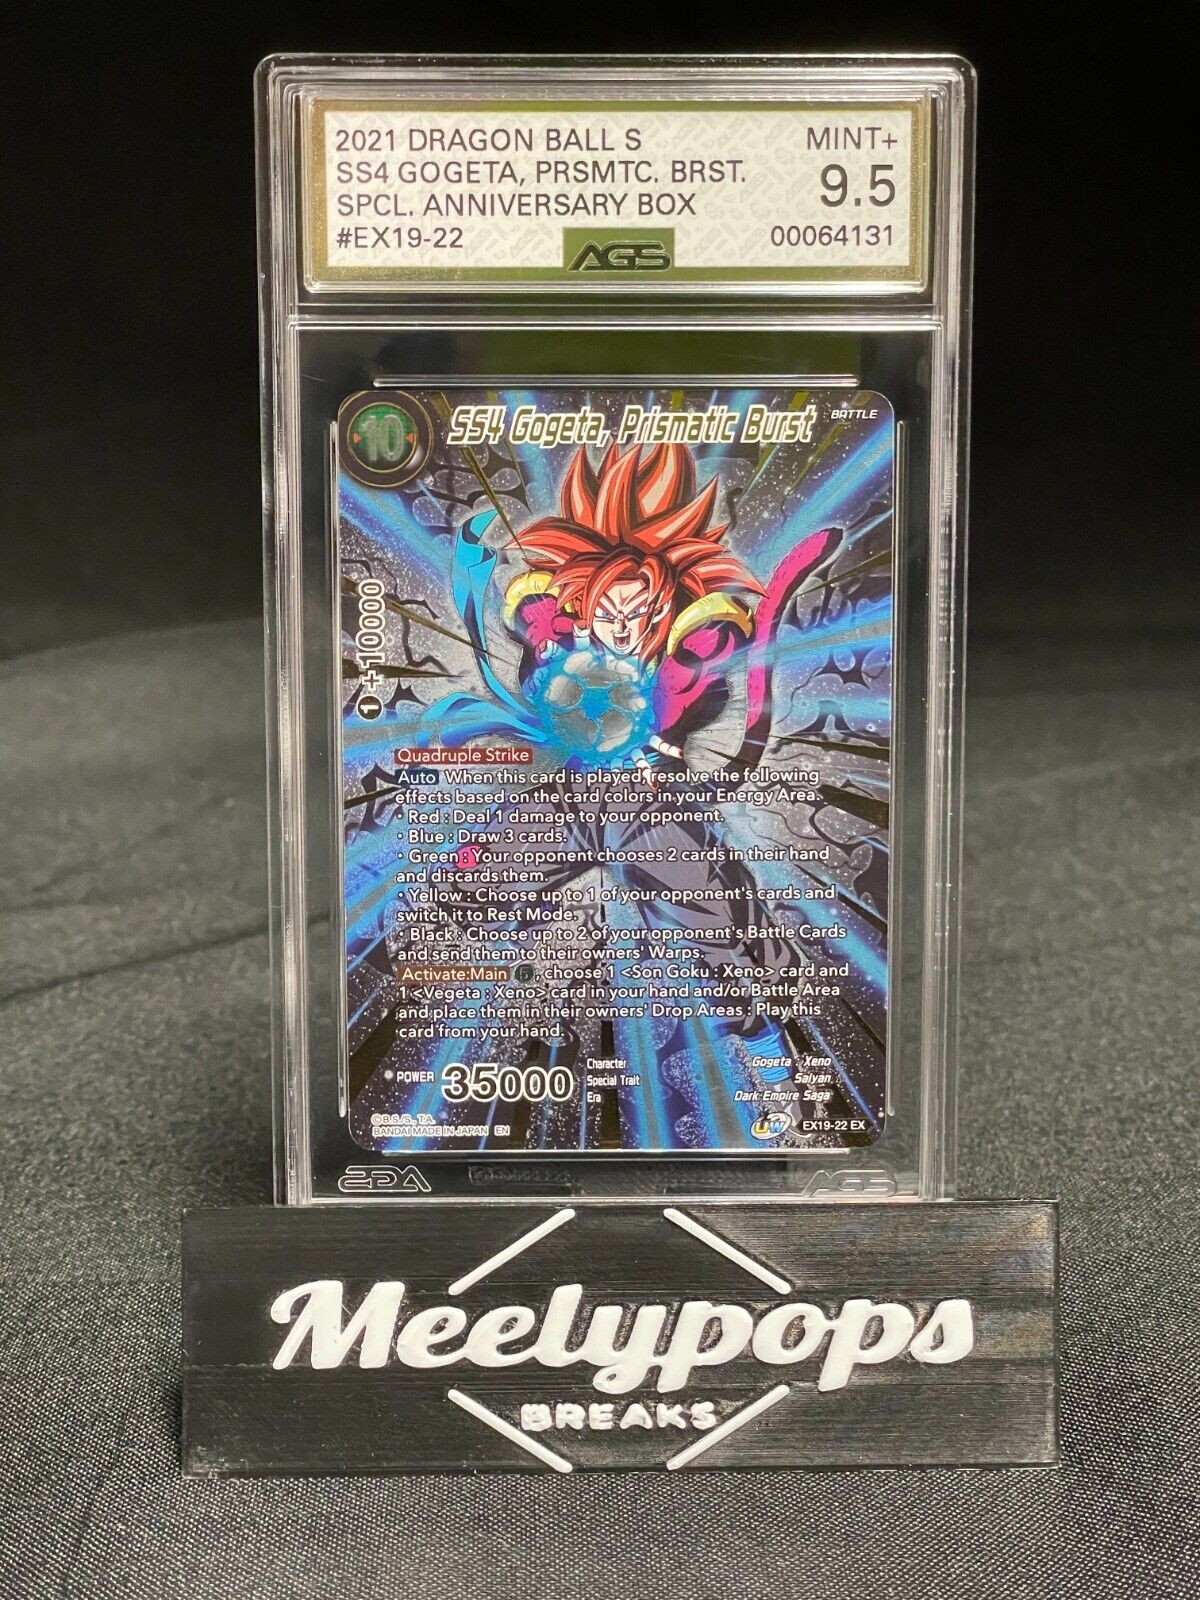 2021 DRAGON BALL S
SS4 GOGETA, PRSMTC. BRST.
SPCL. ANNIVERSARY BOX
#EX19-22
MINT+
9.5
00064131
AGS
10
SS4 Gogeta, Prismatic Burst
BATTLE
1 +10000
Quadruple Strike
Auto When this card is played, resolve the following
effects based on the card colors in your Energy Area.
• Red : Deal 1 damage to your opponent.
• Blue : Draw 3 cards.
• Green : Your opponent chooses 2 cards in their hand
and discards them.
• Yellow : Choose up to 1 of your opponent's cards and
switch it to Rest Mode.
• Black : Choose up to 2 of your opponent's Battle Cards
and send them to their owners' Warps.
Activate:Main 5, choose 1 <Son Goku : Xeno> card and
1 <Vegeta : Xeno> card in your hand and/or Battle Area
and place them in their owners' Drop Areas : Play this
card from your hand.
POWER 35000
Character Gogeta : Xeno
Special Trait Saiyan
Era Dark Empire Saga
©B.S./S., T.A.
BANDAI MADE IN JAPAN EN
UW
EX19-22 EX
AGS
Meelypops
BREAKS